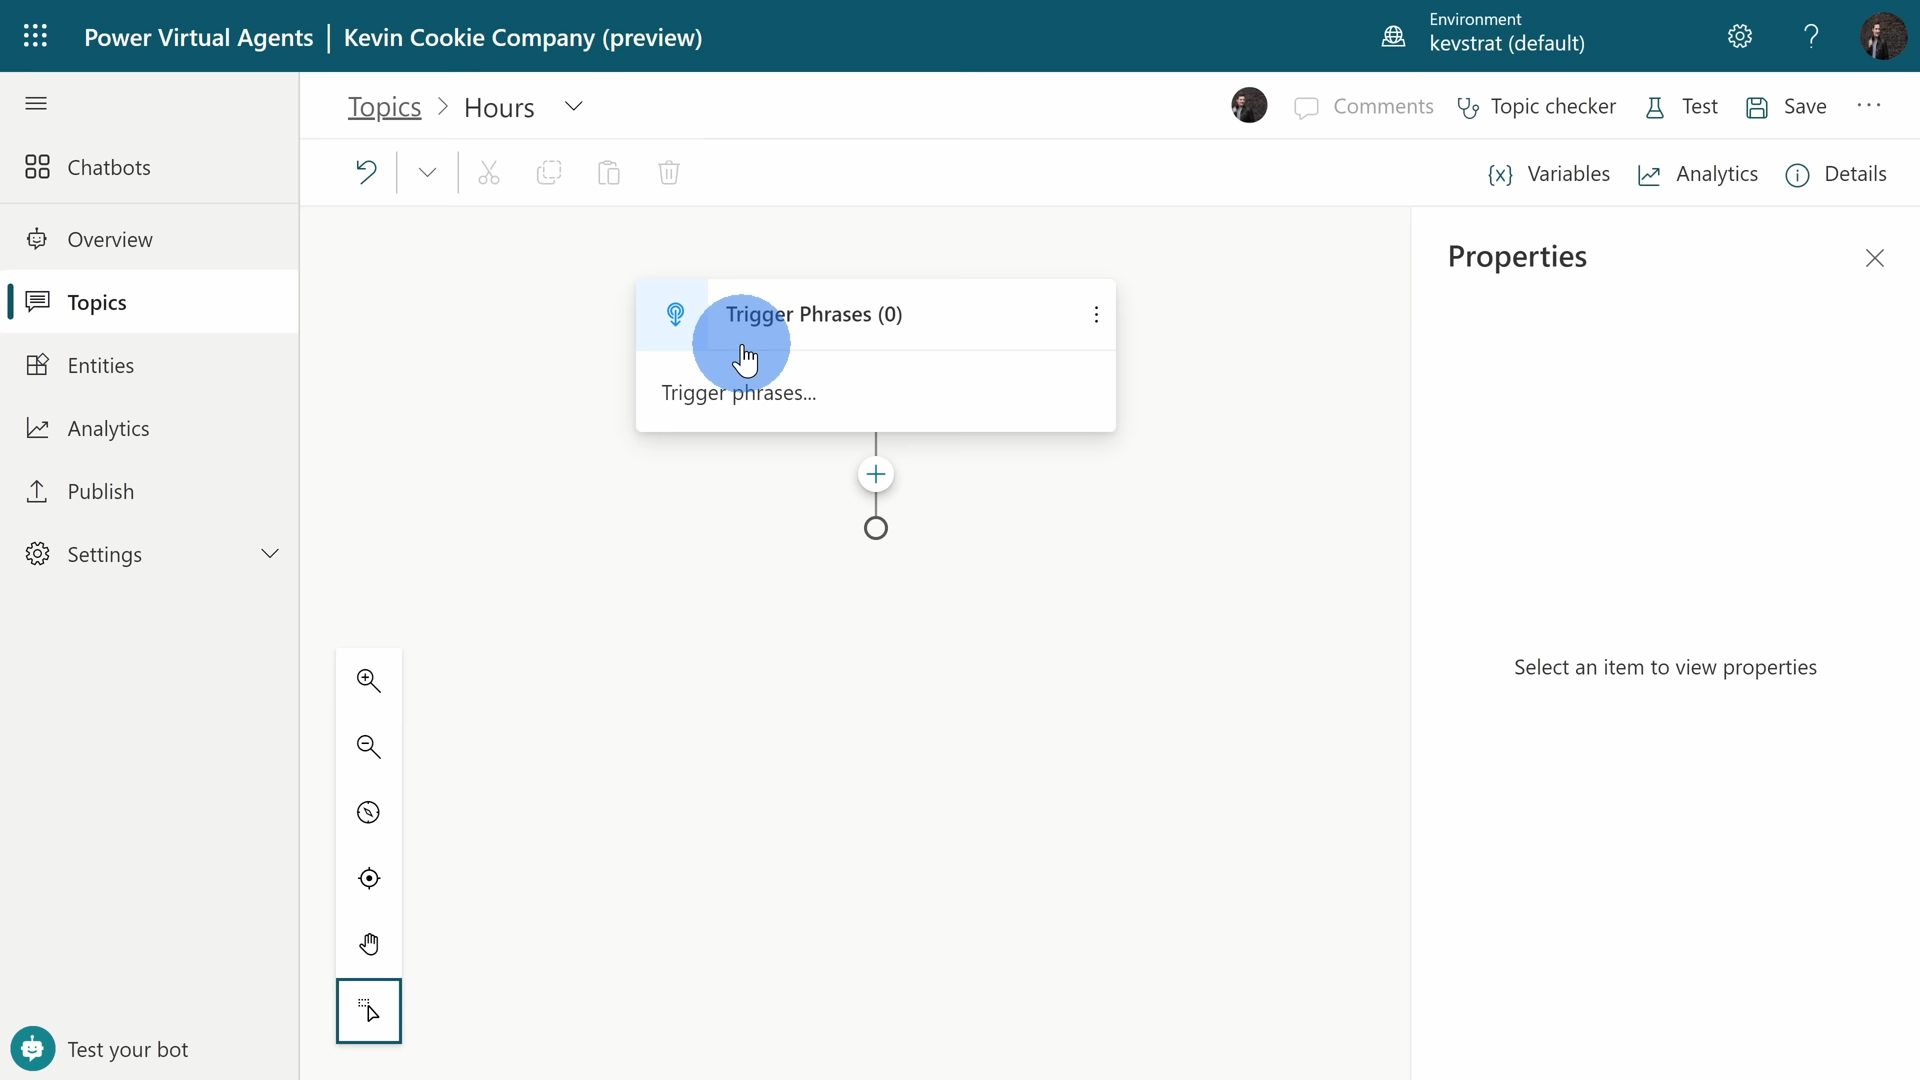 Power Virtual Agents | Kevin Cookie Company (preview)
Environment
kevstrat (default)
Topics > Hours
Comments
Topic checker
Test
Save
Chatbots
Overview
Topics
Entities
Analytics
Publish
Settings
Test your bot
{x} Variables
Analytics
Details
Trigger Phrases (0)
Trigger phrases...
Properties
Select an item to view properties